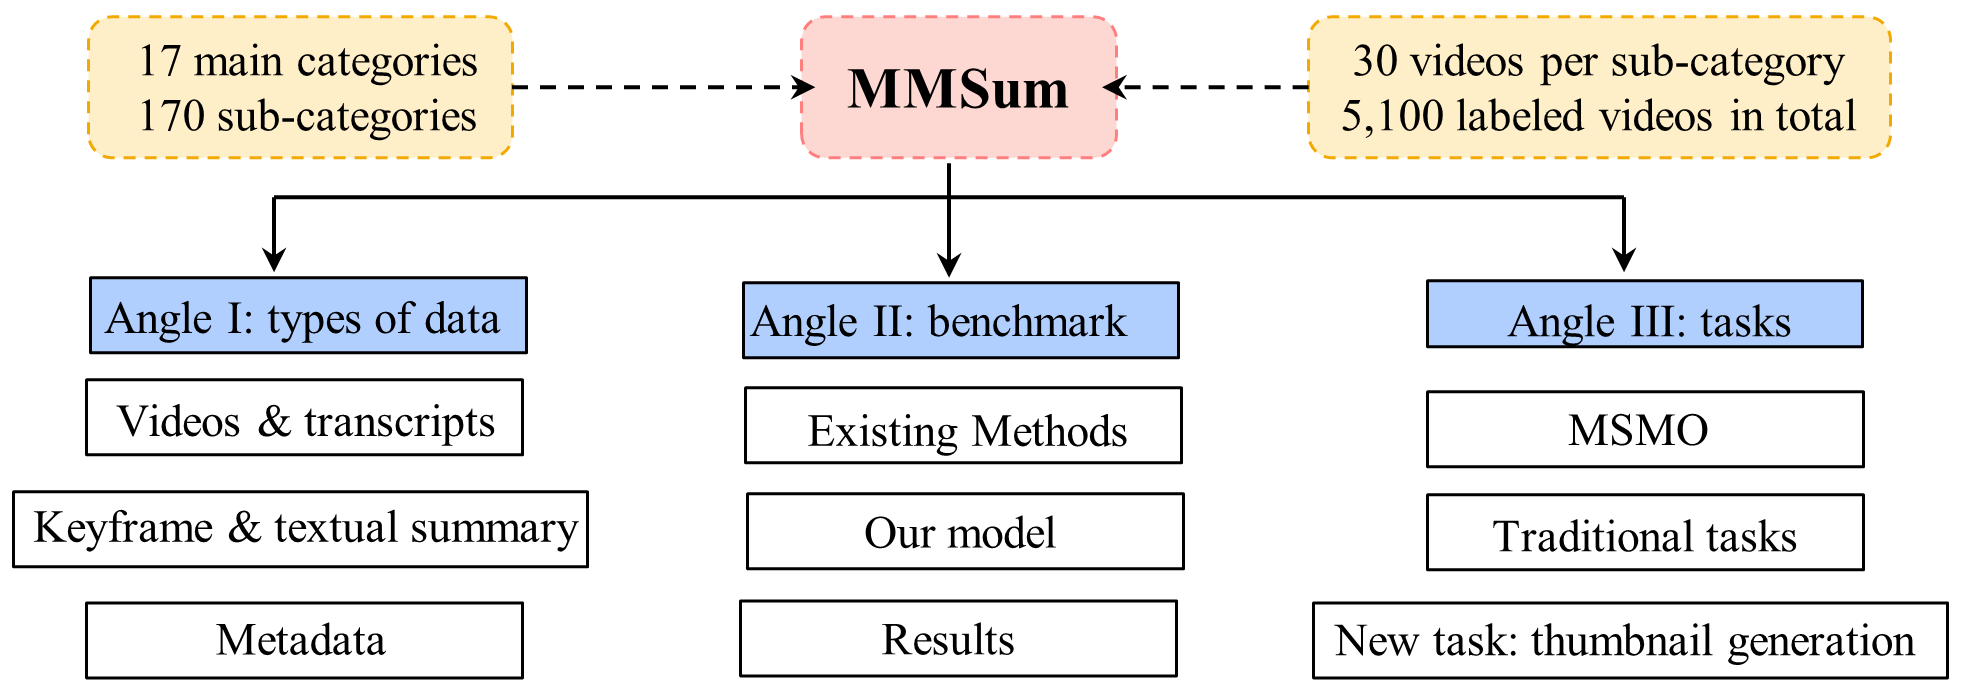 17 main categories
170 sub-categories
MMSum
30 videos per sub-category
5,100 labeled videos in total
Angle I: types of data
Videos & transcripts
Keyframe & textual summary
Metadata
Angle II: benchmark
Existing Methods
Our model
Results
Angle III: tasks
MSMO
Traditional tasks
New task: thumbnail generation